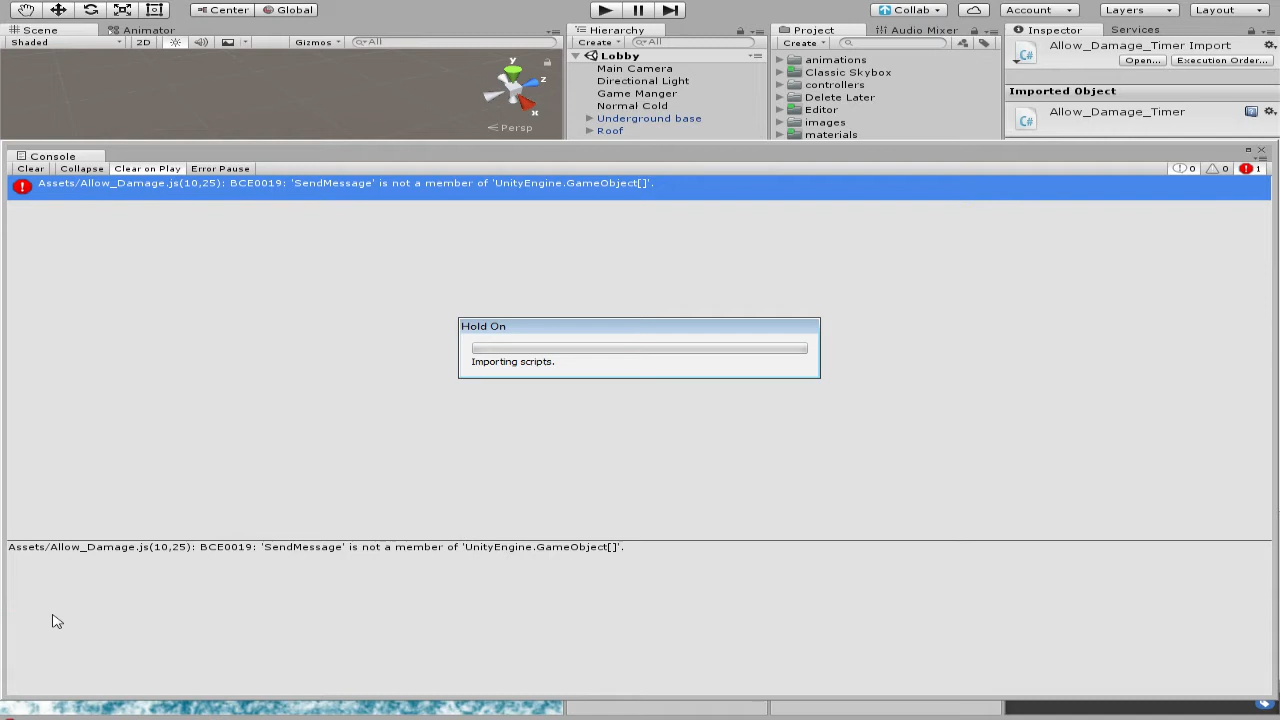 Center Global
Collab Account Layers Layout
Scene Animator
Hierarchy
Project Audio Mixer
Inspector Services
Shaded 2D Gizmos All
Create All
Create
Allow_Damage_Timer Import
Open... Execution Order...
Lobby
Main Camera
Directional Light
Game Manger
Normal Cold
Underground base
Roof
animations
Classic Skybox
controllers
Delete Later
Editor
images
materials
Imported Object
C# Allow_Damage_Timer
y
z
x
Persp
Console
Clear Collapse Clear on Play Error Pause 0 0 1
Assets/Allow_Damage.js(10,25): BCE0019: 'SendMessage' is not a member of 'UnityEngine.GameObject[]'.
Hold On
Importing scripts.
Assets/Allow_Damage.js(10,25): BCE0019: 'SendMessage' is not a member of 'UnityEngine.GameObject[]'.